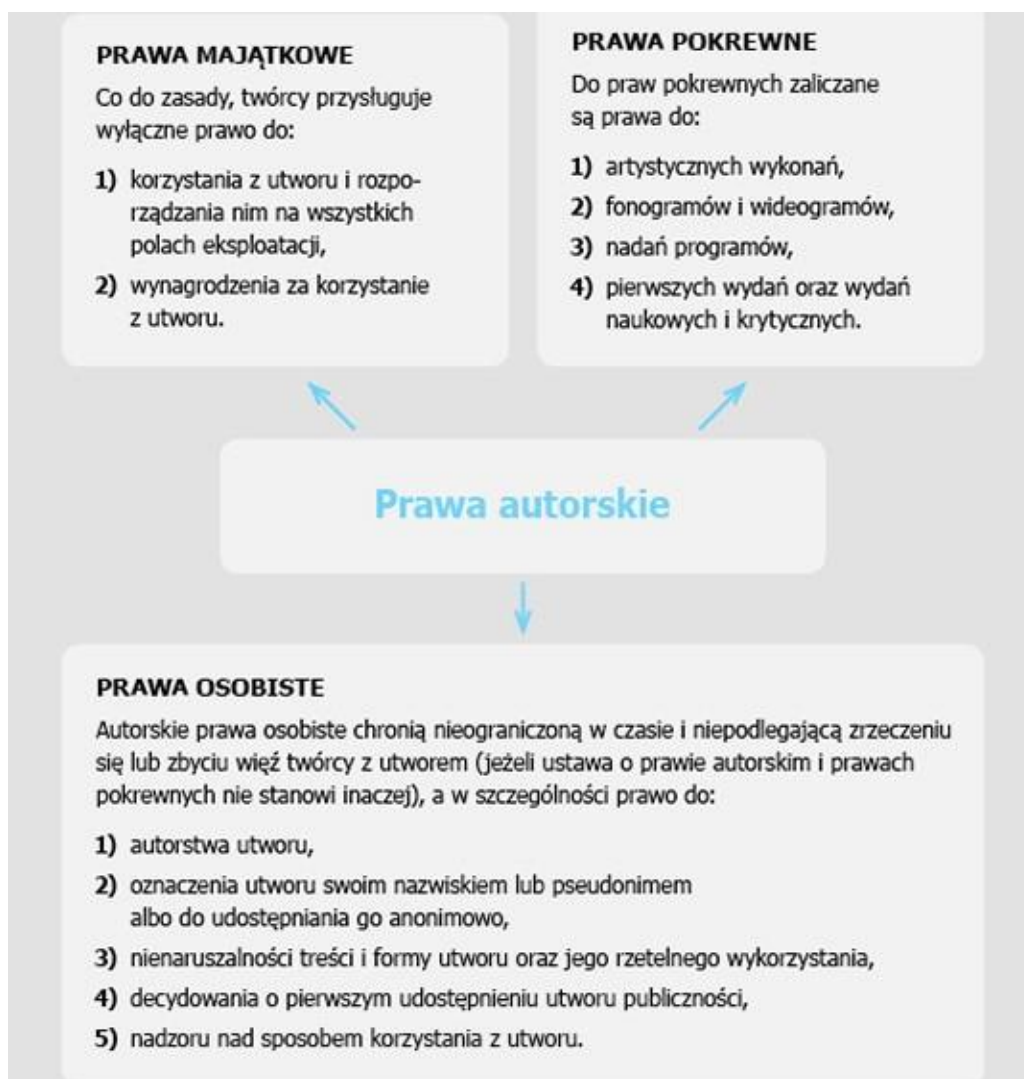 PRAWA MAJĄTKOWE
Co do zasady, twórcy przysługuje
wyłączne prawo do:
1) korzystania z utworu i rozpo-
rządzania nim na wszystkich
polach eksploatacji,
2) wynagrodzenia za korzystanie
z utworu.
PRAWA POKREWNE
Do praw pokrewnych zaliczane
są prawa do:
1) artystycznych wykonań,
2) fonogramów i wideogramów,
3) nadań programów,
4) pierwszych wydań oraz wydań
naukowych i krytycznych.
Prawa autorskie
PRAWA OSOBISTE
Autorskie prawa osobiste chronią nieograniczoną w czasie i niepodlegającą zrzeczeniu
się lub zbyciu więź twórcy z utworem (jeżeli ustawa o prawie autorskim i prawach
pokrewnych nie stanowi inaczej), a w szczególności prawo do:
1) autorstwa utworu,
2) oznaczenia utworu swoim nazwiskiem lub pseudonimem
albo do udostępniania go anonimowo,
3) nienaruszalności treści i formy utworu oraz jego rzetelnego wykorzystania,
4) decydowania o pierwszym udostępnieniu utworu publiczności,
5) nadzoru nad sposobem korzystania z utworu.